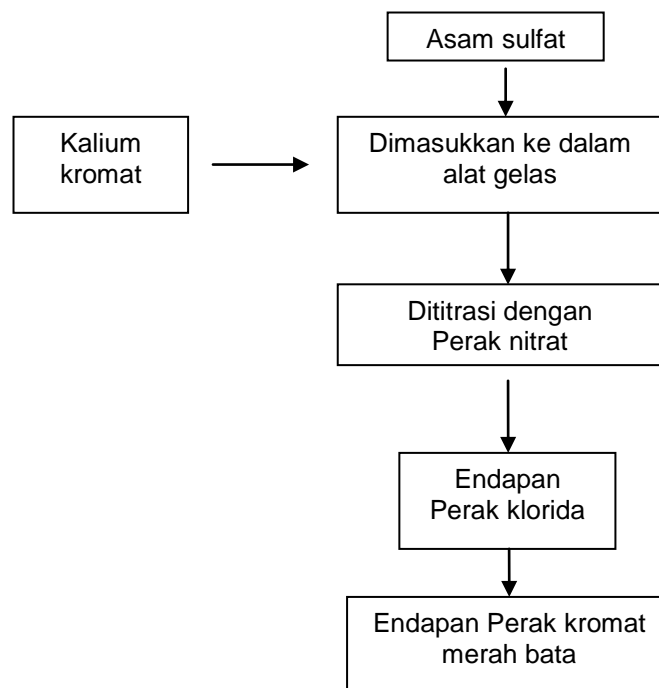 Asam sulfat
Kalium
kromat
Dimasukkan ke dalam
alat gelas
Dititrasi dengan
Perak nitrat
Endapan
Perak klorida
Endapan Perak kromat
merah bata